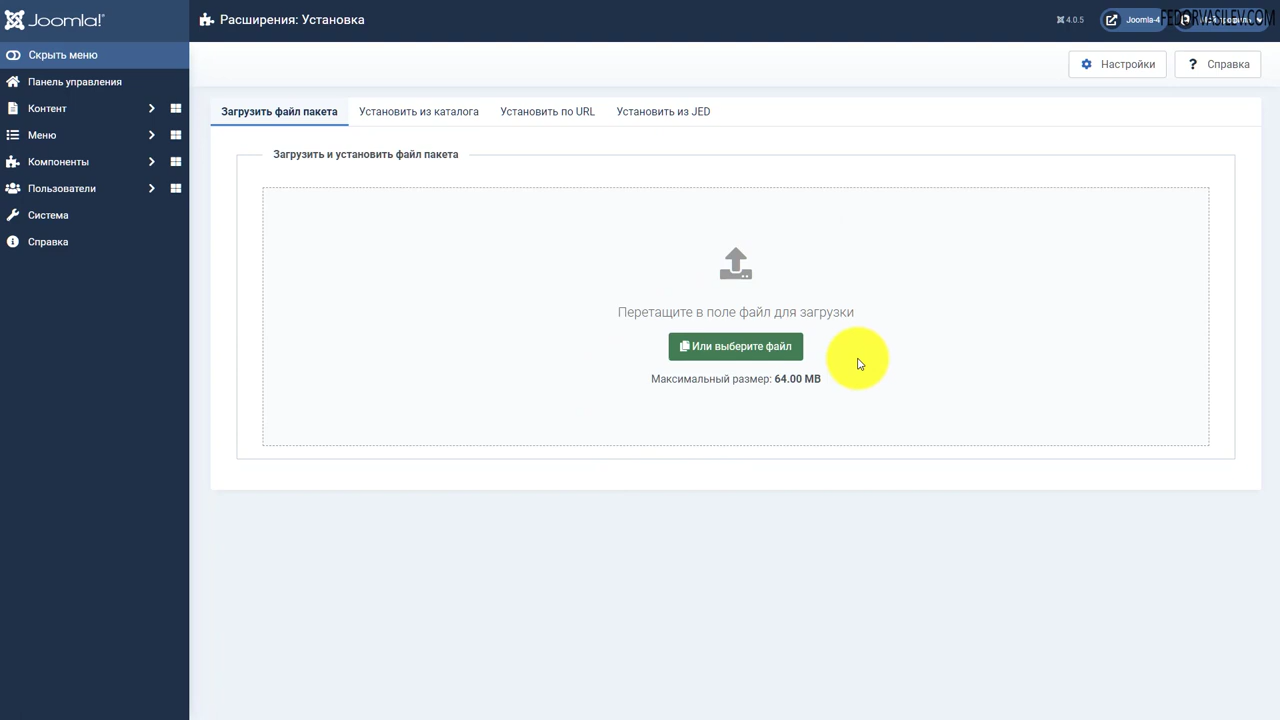 Joomla!
Расширения: Установка
4.0.5
Joomla-4
FEDORVASILEV.COM
Скрыть меню
Настройки
Справка
Панель управления
Контент
Меню
Компоненты
Пользователи
Система
Справка
Загрузить файл пакета
Установить из каталога
Установить по URL
Установить из JED
Загрузить и установить файл пакета
Перетащите в поле файл для загрузки
Или выберите файл
Максимальный размер: 64.00 MB